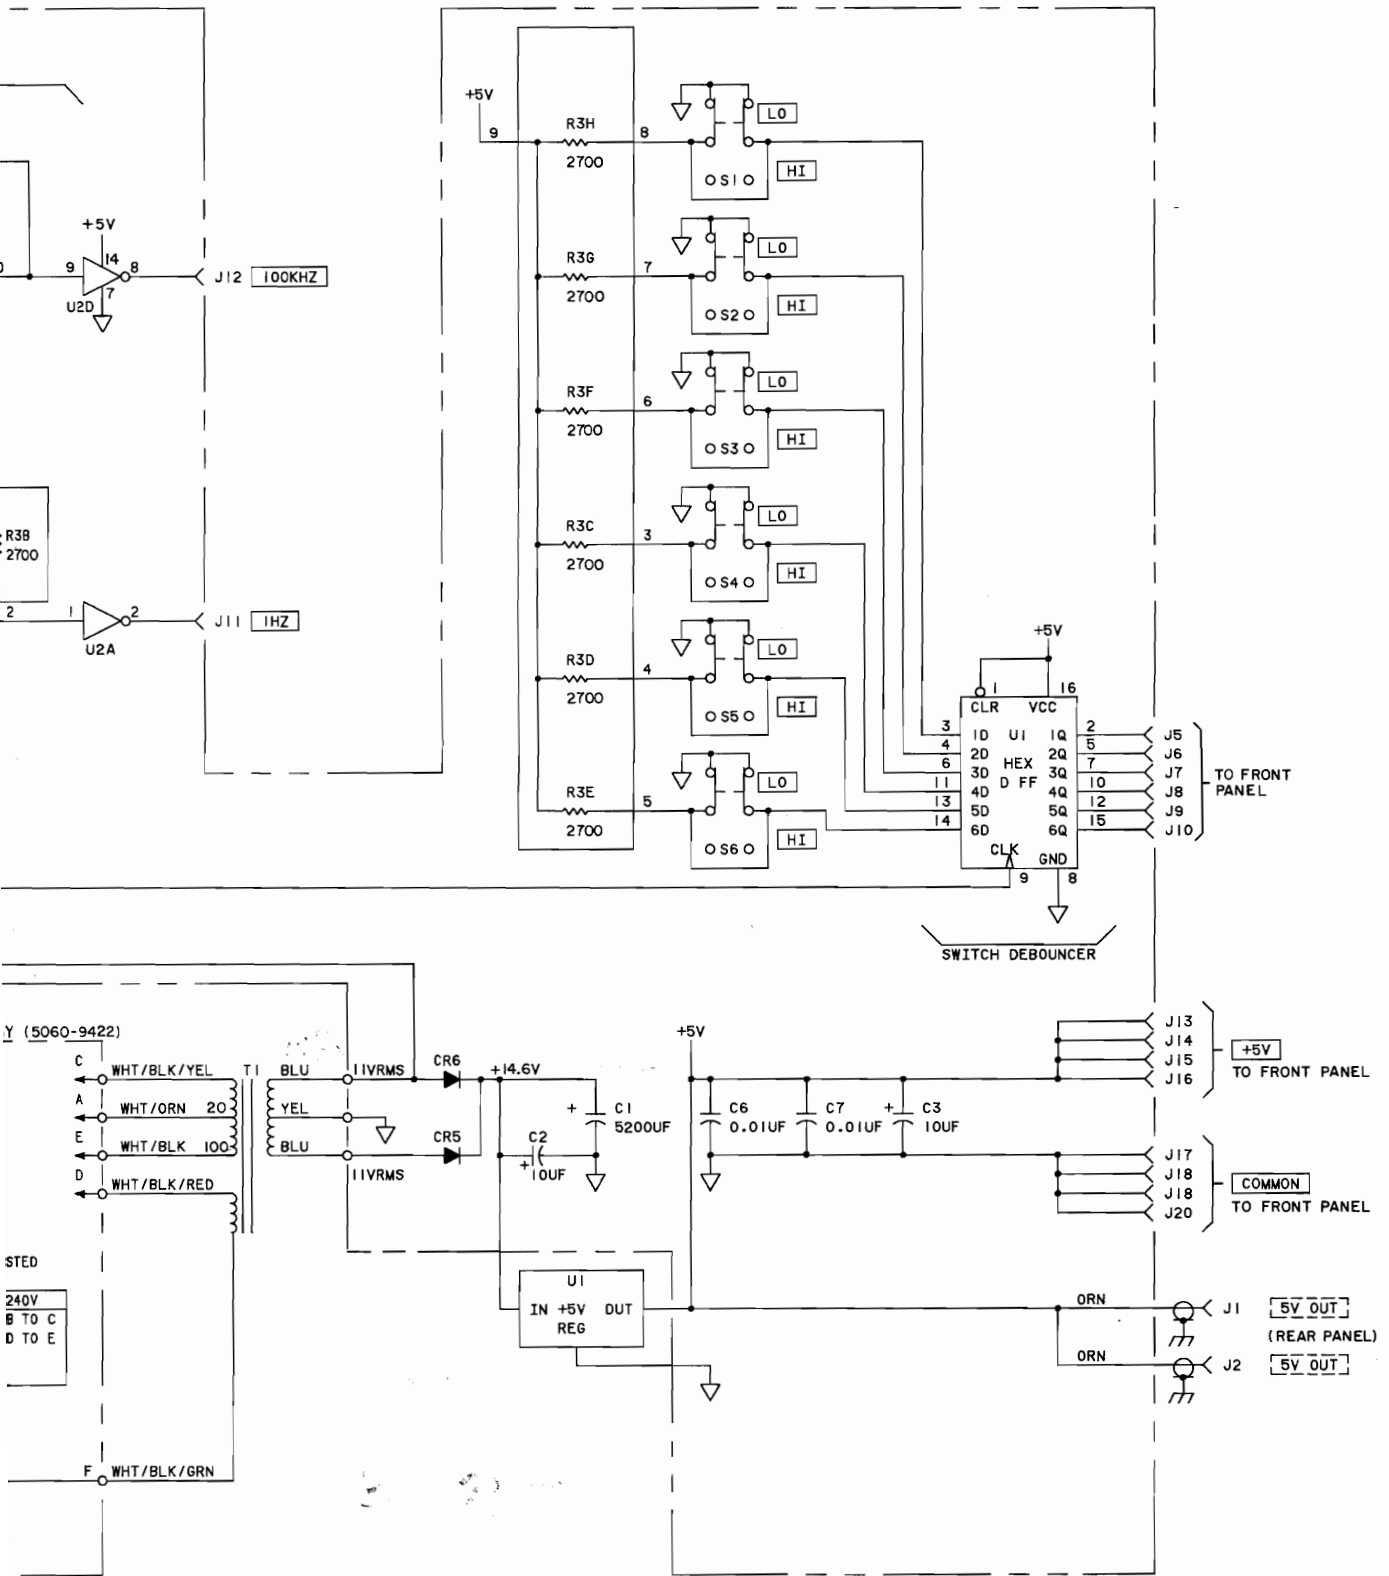 +5V
9
R3H
2700
8
LO
HI
S1
R3G
2700
7
LO
HI
S2
R3F
2700
6
LO
HI
S3
R3C
2700
3
LO
HI
S4
R3D
2700
4
LO
HI
S5
R3E
2700
5
LO
HI
S6
+5V
9
14
8
7
U2D
J12 100KHZ
R3B
2700
2
1
2
U2A
J11 1HZ
+5V
1
16
CLR VCC
3 1D U1 1Q 2 J5
4 2D 2Q 5 J6
6 3D HEX 3Q 7 J7
11 4D D FF 4Q 10 J8
13 5D 5Q 12 J9
14 6D 6Q 15 J10
TO FRONT
PANEL
CLK
GND
9
8
SWITCH DEBOUNCER
Y (5060-9422)
C WHT/BLK/YEL
A WHT/ORN 20
E WHT/BLK 100
D WHT/BLK/RED
T1
BLU
YEL
BLU
11VRMS
11VRMS
CR6
CR5
+14.6V
+ C1
5200UF
C2
+10UF
+5V
C6
0.01UF
C7
0.01UF
+ C3
10UF
J13
J14
J15
J16
+5V
TO FRONT PANEL
J17
J18
J18
J20
COMMON
TO FRONT PANEL
STED
240V
B TO C
D TO E
U1
IN +5V OUT
REG
ORN
J1 5V OUT
(REAR PANEL)
ORN
J2 5V OUT
F WHT/BLK/GRN